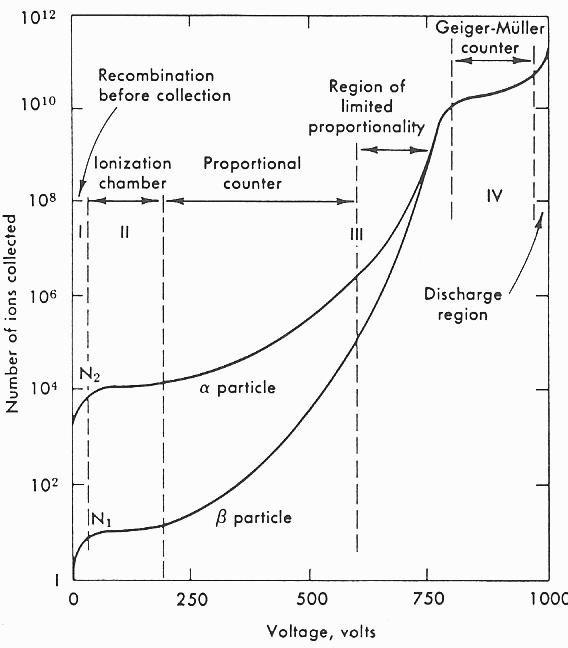 10¹²
Geiger-Müller
counter
Recombination
before collection
Region of
limited
proportionality
10¹⁰
Ionization
chamber
Proportional
counter
10⁸
I
II
III
IV
Number of ions collected
10⁶
Discharge
region
N₂
10⁴
α particle
10²
N₁
β particle
1
0
250
500
750
1000
Voltage, volts